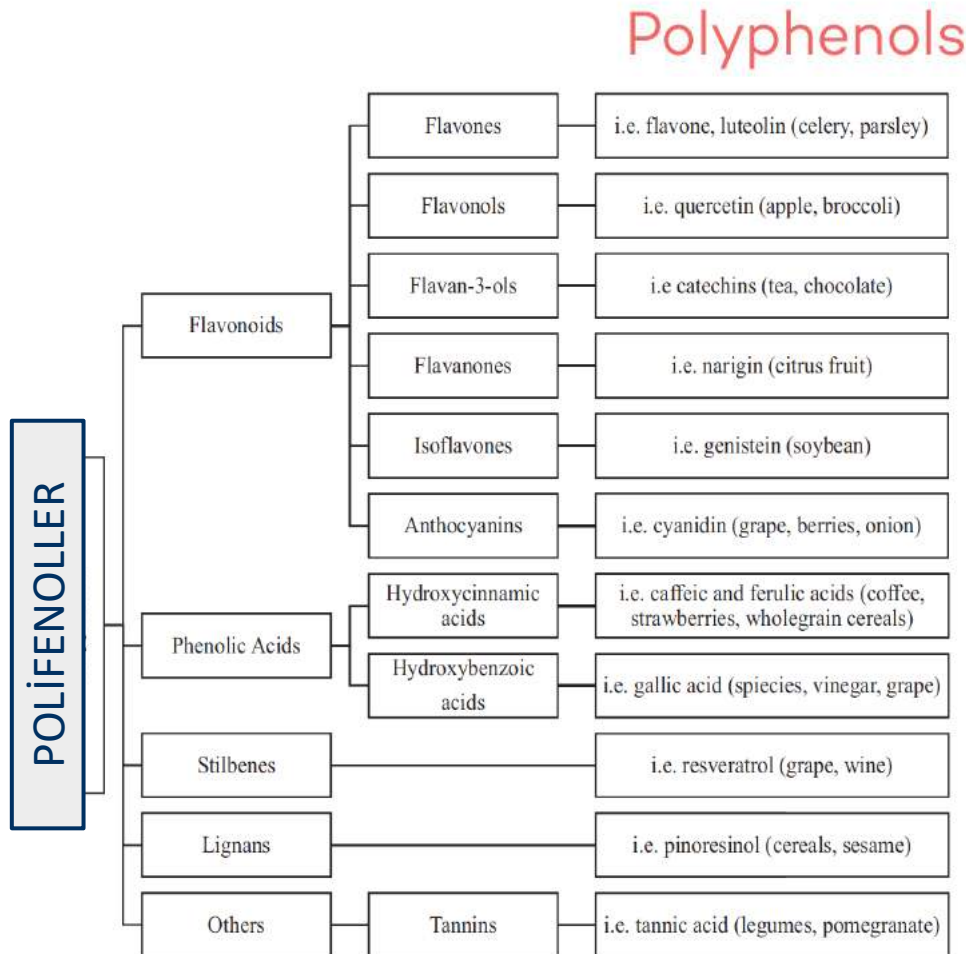 Polyphenols
Flavones
i.e. flavone, luteolin (celery, parsley)
Flavonols
i.e. quercetin (apple, broccoli)
Flavan-3-ols
i.e catechins (tea, chocolate)
Flavonoids
Flavanones
i.e. narigin (citrus fruit)
Isoflavones
i.e. genistein (soybean)
Anthocyanins
i.e. cyanidin (grape, berries, onion)
POLİFENOLLER
Phenolic Acids
Hydroxycinnamic
acids
i.e. caffeic and ferulic acids (coffee,
strawberries, wholegrain cereals)
Hydroxybenzoic
acids
i.e. gallic acid (spiecies, vinegar, grape)
Stilbenes
i.e. resveratrol (grape, wine)
Lignans
i.e. pinoresinol (cereals, sesame)
Others
Tannins
i.e. tannic acid (legumes, pomegranate)